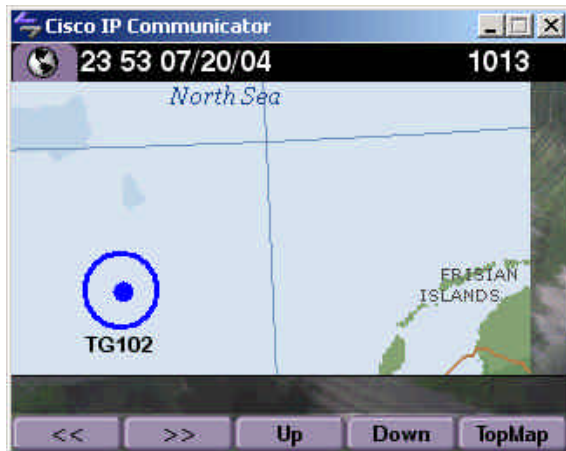 Cisco IP Communicator
23 53 07/20/04 1013
North Sea
FRISIAN
ISLANDS
TG102
<< >> Up Down TopMap